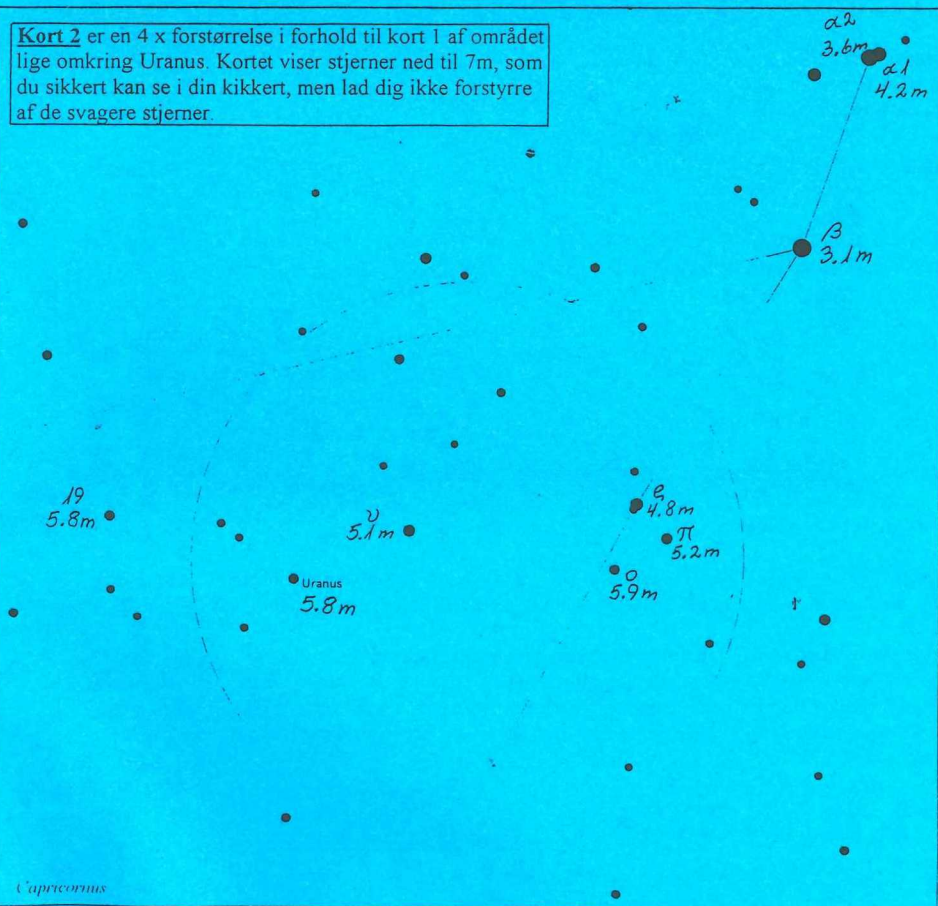 Kort 2 er en 4 x forstørrelse i forhold til kort 1 af området
lige omkring Uranus. Kortet viser stjerner ned til 7m, som
du sikkert kan se i din kikkert, men lad dig ikke forstyrre
af de svagere stjerner.
α2
3.6m
α1
4.2m
β
3.1m
19
5.8m
υ
5.1m
ϱ
4.8m
π
5.2m
ο
5.9m
Uranus
5.8m
Capricornus